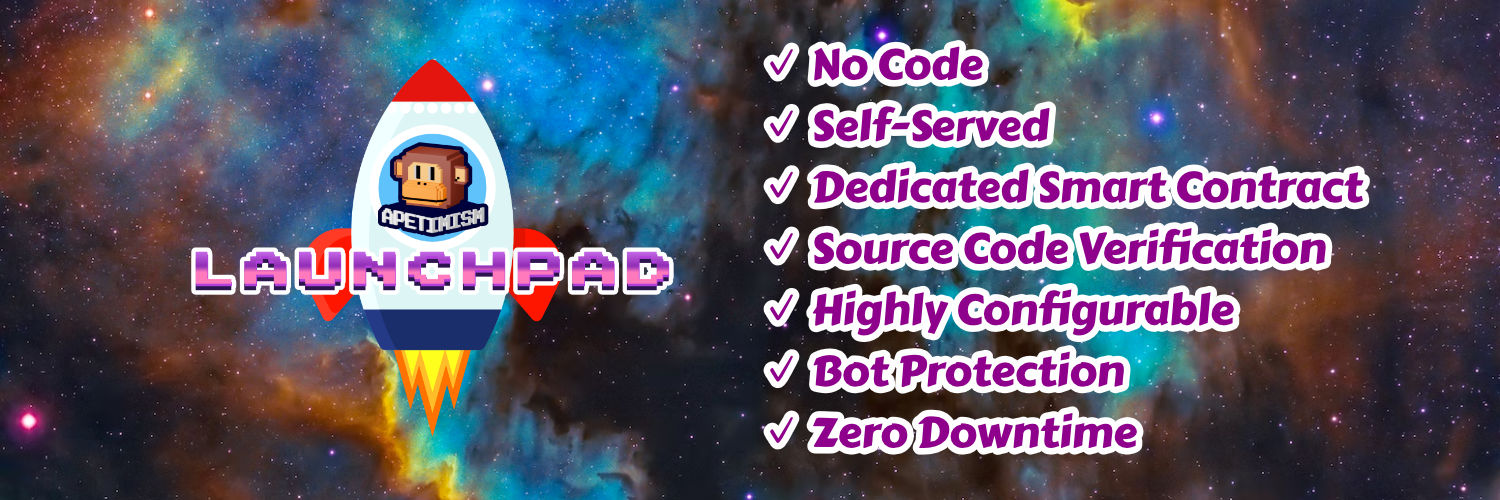 APETIMISM
LAUNCHPAD
✓ No Code
✓ Self-Served
✓ Dedicated Smart Contract
✓ Source Code Verification
✓ Highly Configurable
✓ Bot Protection
✓ Zero Downtime